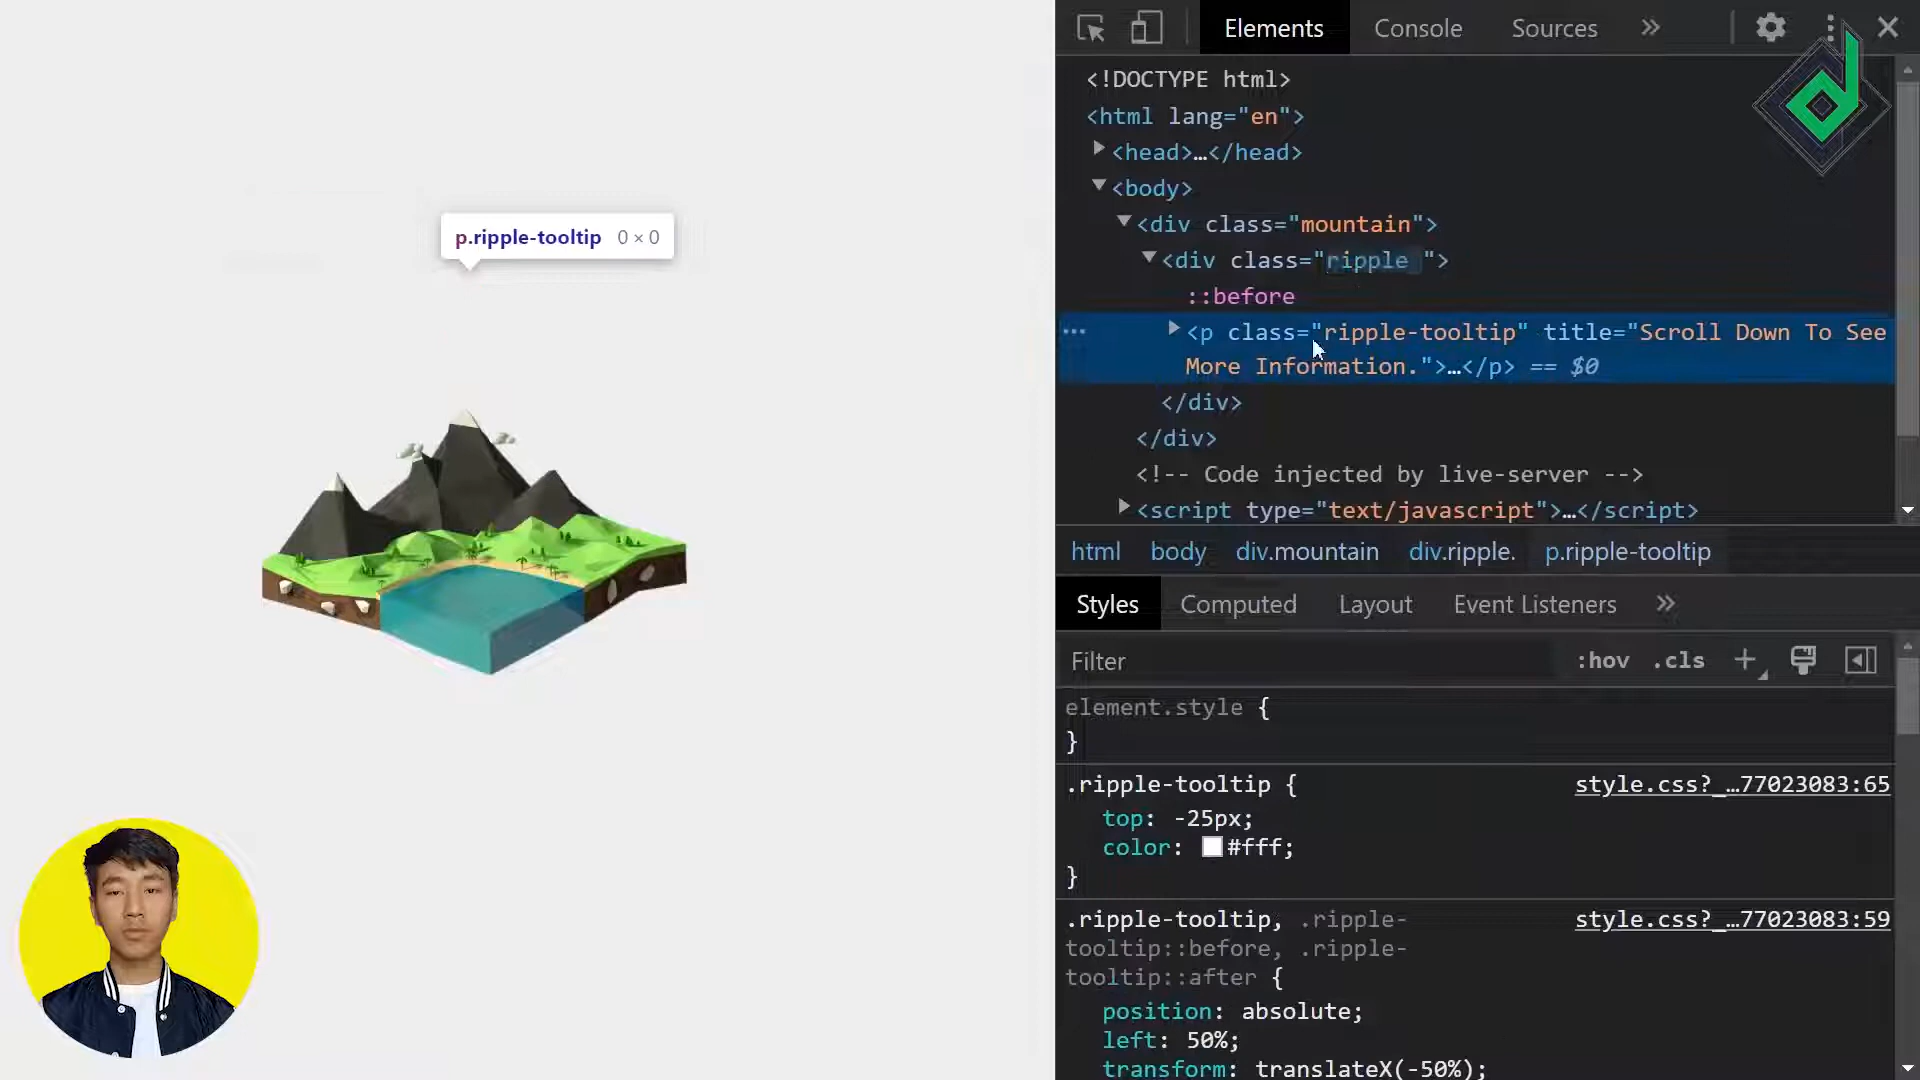 Elements Console Sources »
<!DOCTYPE html>
<html lang="en">
<head>…</head>
<body>
<div class="mountain">
<div class="ripple ">
::before
<p class="ripple-tooltip" title="Scroll Down To See
More Information.">…</p> == $0
</div>
</div>
<!-- Code injected by live-server -->
<script type="text/javascript">…</script>
html body div.mountain div.ripple. p.ripple-tooltip
Styles Computed Layout Event Listeners »
Filter :hov .cls +
element.style {
}
.ripple-tooltip { style.css?_…77023083:65
top: -25px;
color: #fff;
}
.ripple-tooltip, .ripple- style.css?_…77023083:59
tooltip::before, .ripple-
tooltip::after {
position: absolute;
left: 50%;
transform: translateX(-50%);
p.ripple-tooltip 0 × 0